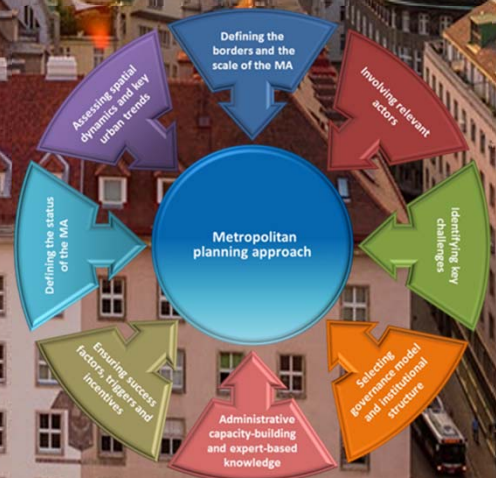 Defining the
borders and the
scale of the MA
Involving relevant
actors
Identifying key
challenges
Selecting
governance model
and institutional
structure
Administrative
capacity-building
and expert-based
knowledge
Ensuring success
factors, triggers and
incentives
Defining the status
of the MA
Assessing spatial
dynamics and key
urban trends
Metropolitan
planning approach